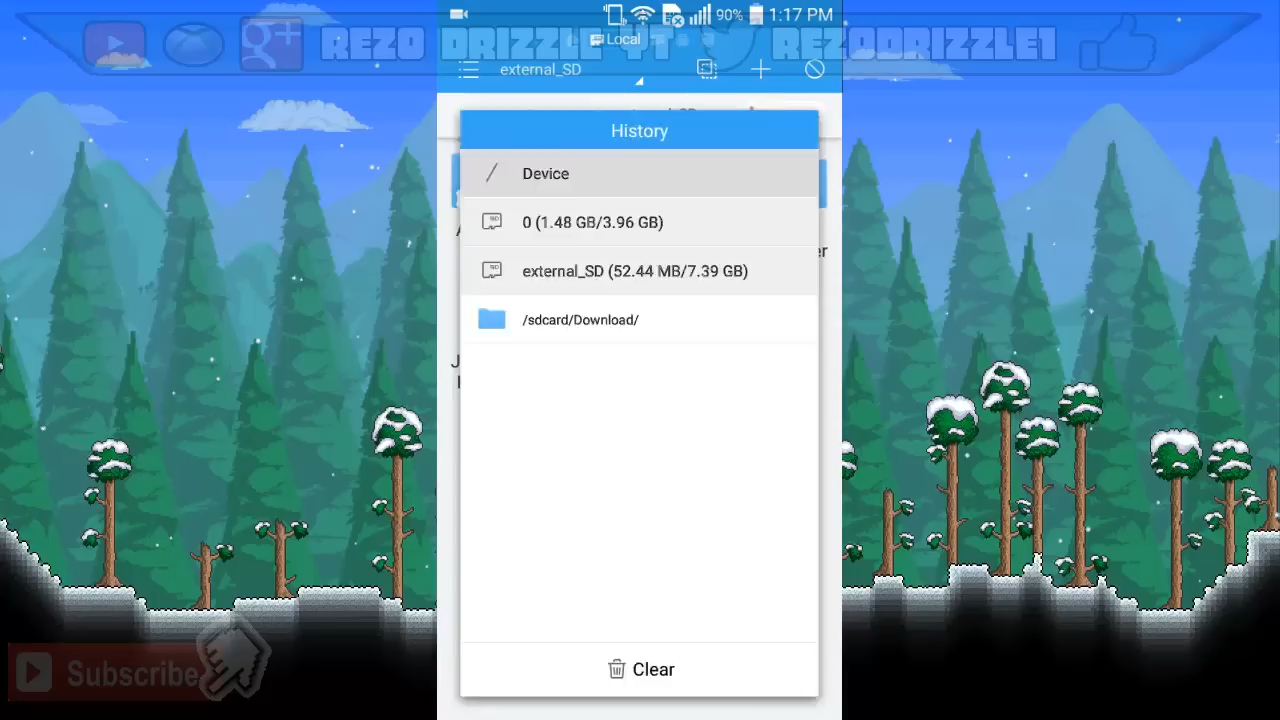 90% 1:17 PM
REZO DRIZZLE YT REZODRIZZLE1
Local
external_SD
History
/ Device
0 (1.48 GB/3.96 GB)
external_SD (52.44 MB/7.39 GB)
/sdcard/Download/
Clear
Subscribe